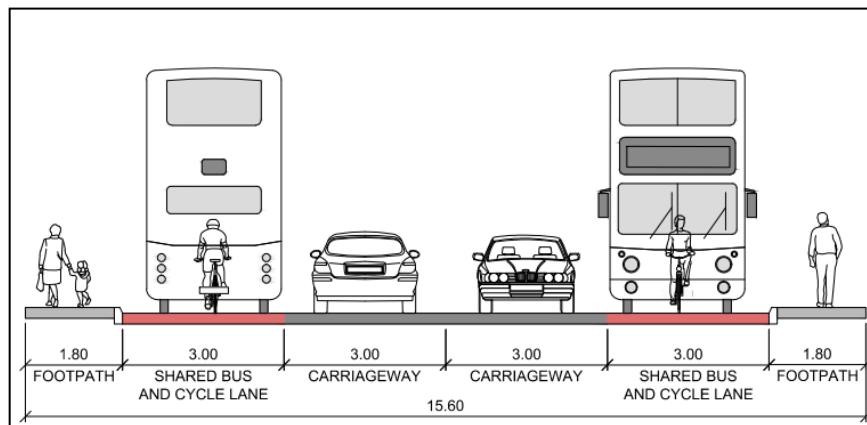 1.80 3.00 3.00 3.00 3.00 1.80
FOOTPATH SHARED BUS CARRIAGEWAY CARRIAGEWAY SHARED BUS FOOTPATH
AND CYCLE LANE AND CYCLE LANE
15.60